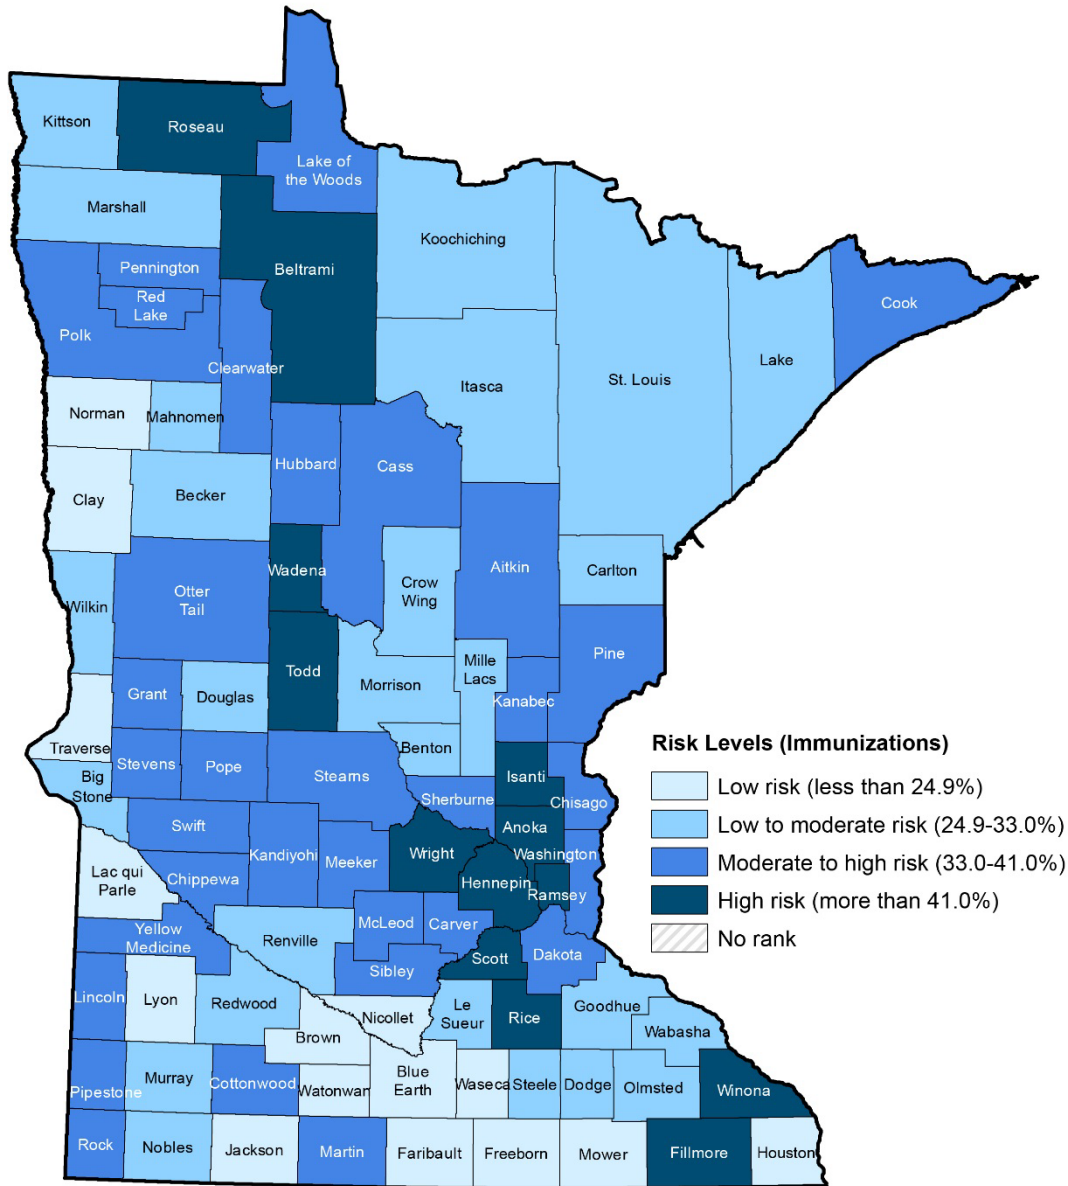 Kittson
Roseau
Lake of
the Woods
Marshall
Koochiching
Beltrami
Pennington
Red
Lake
Polk
Clearwater
Cook
Lake
St. Louis
Itasca
Norman
Mahnomen
Hubbard
Cass
Clay
Becker
Wadena
Aitkin
Carlton
Crow
Wing
Otter
Tail
Wilkin
Pine
Todd
Mille
Lacs
Morrison
Kanabec
Grant
Douglas
Traverse
Benton
Stevens
Pope
Stearns
Isanti
Big
Stone
Sherburne
Chisago
Swift
Anoka
Kandiyohi
Meeker
Wright
Washington
Lac qui
Parle
Chippewa
Hennepin
Ramsey
McLeod
Carver
Yellow
Medicine
Renville
Scott
Dakota
Sibley
Lincoln
Lyon
Redwood
Nicollet
Le
Sueur
Rice
Goodhue
Wabasha
Brown
Pipestone
Murray
Cottonwood
Watonwan
Blue
Earth
Waseca
Steele
Dodge
Olmsted
Winona
Rock
Nobles
Jackson
Martin
Faribault
Freeborn
Mower
Fillmore
Houston
Risk Levels (Immunizations)
Low risk (less than 24.9%)
Low to moderate risk (24.9-33.0%)
Moderate to high risk (33.0-41.0%)
High risk (more than 41.0%)
No rank